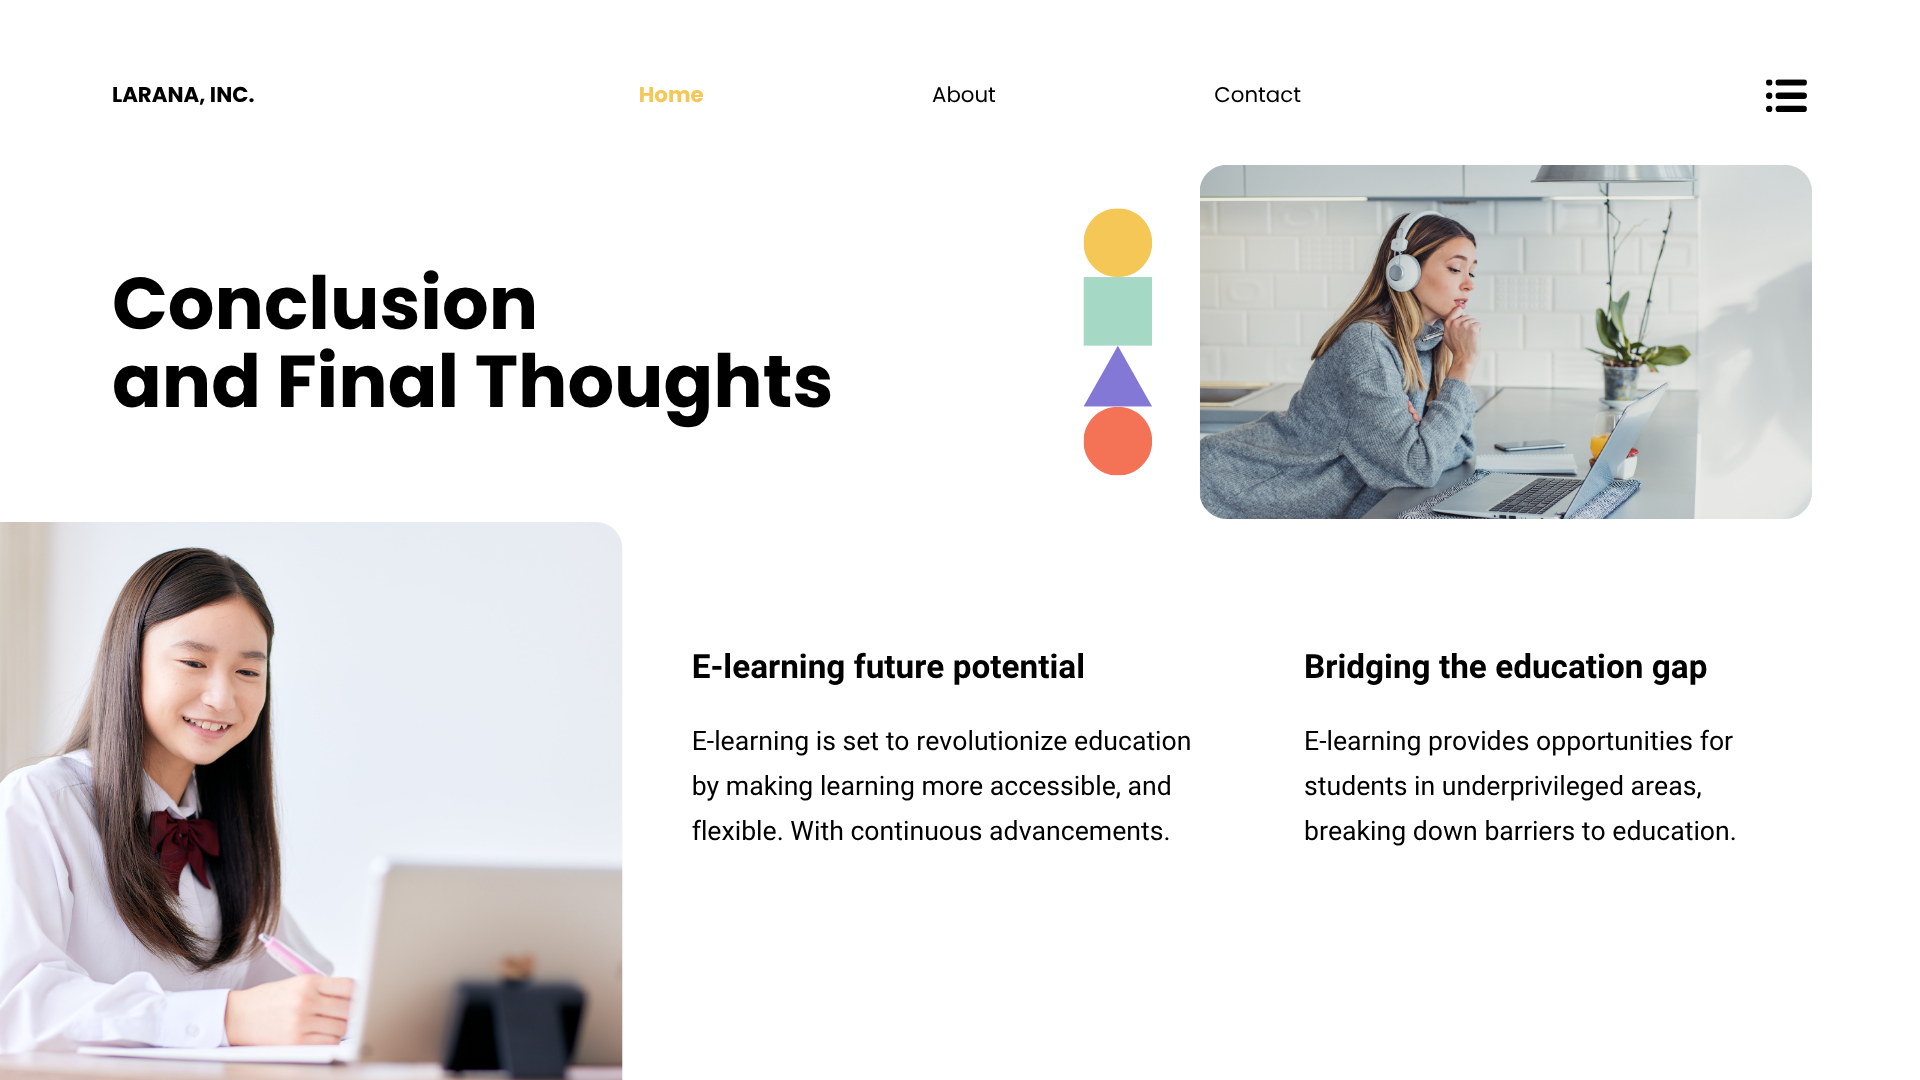 LARANA, INC.
Home
About
Contact
Conclusion
and Final Thoughts
E-learning future potential
E-learning is set to revolutionize education
by making learning more accessible, and
flexible. With continuous advancements.
Bridging the education gap
E-learning provides opportunities for
students in underprivileged areas,
breaking down barriers to education.